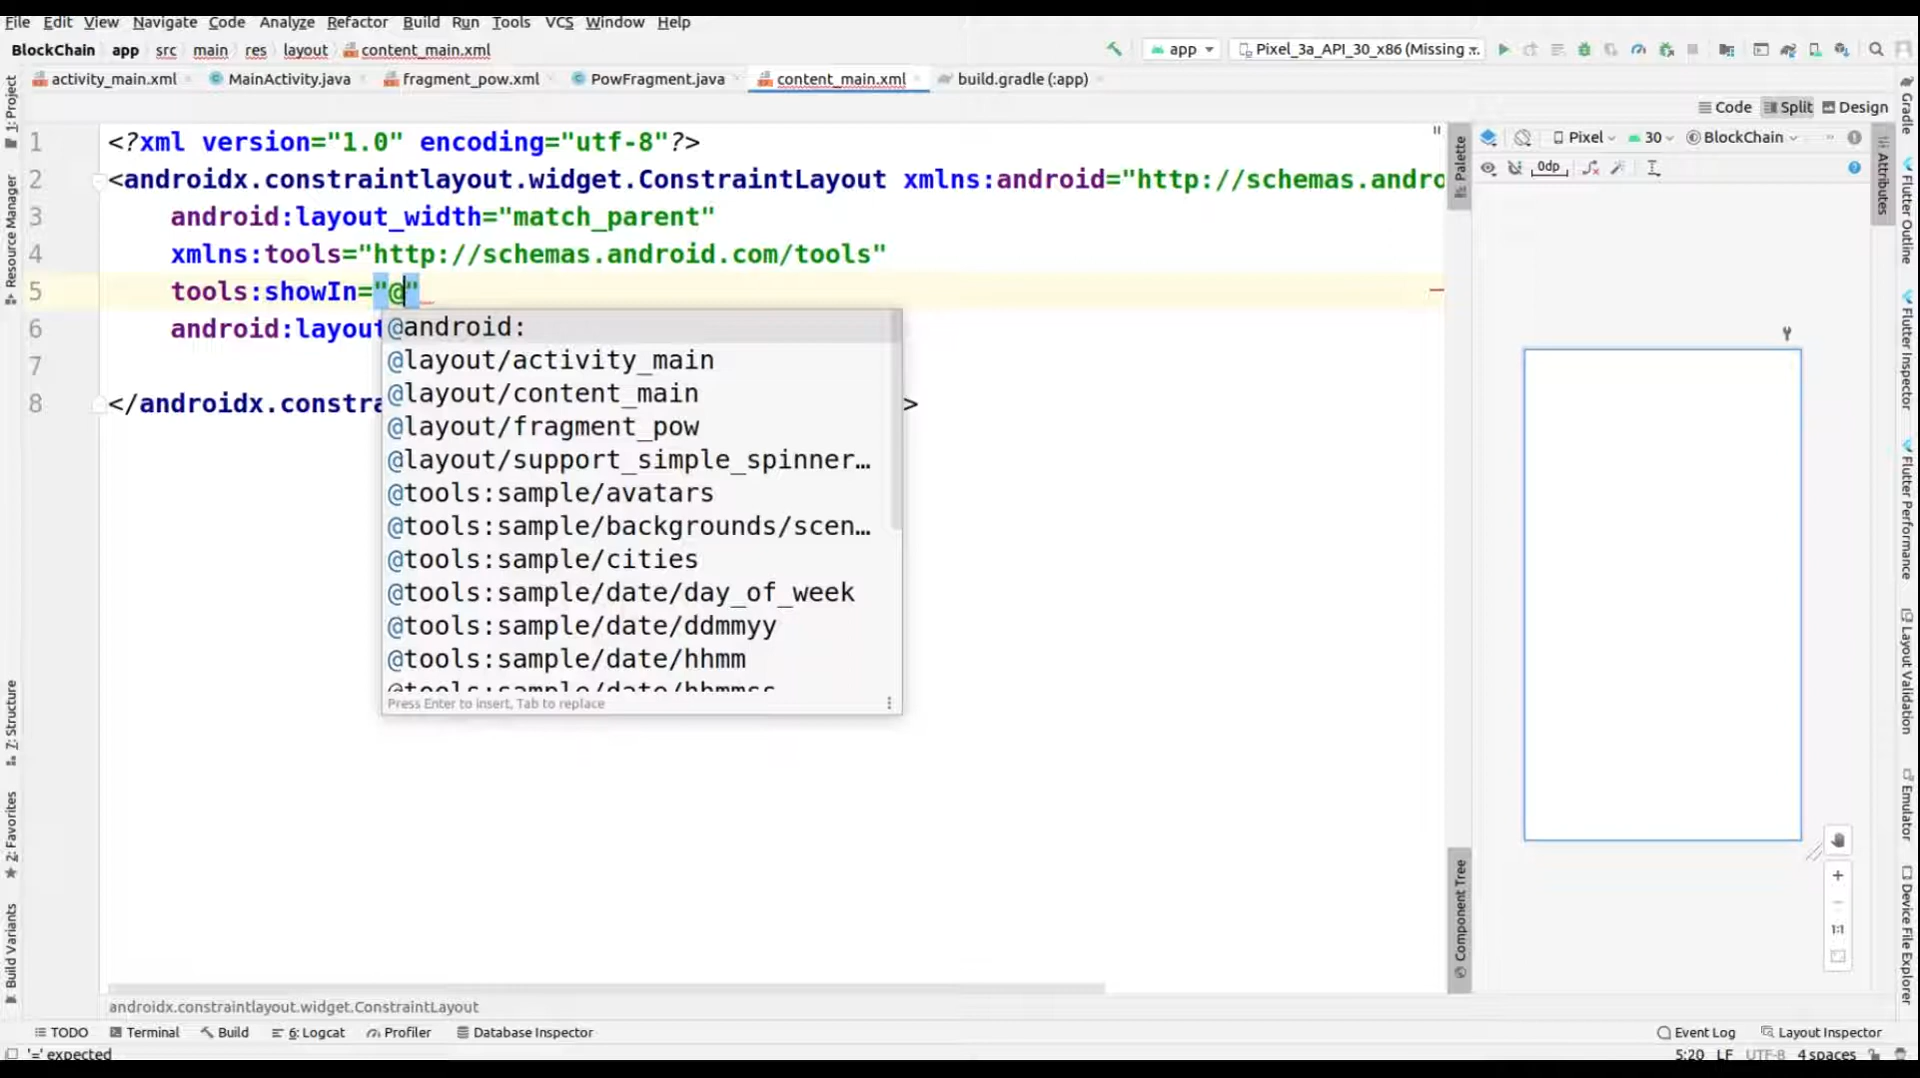 File Edit View Navigate Code Analyze Refactor Build Run Tools VCS Window Help
BlockChain app src main res layout content_main.xml
app Pixel_3a_API_30_x86 (Missing
activity_main.xml MainActivity.java fragment_pow.xml PowFragment.java content_main.xml build.gradle (:app)
Code Split Design
Pixel 30 BlockChain
0dp
1 <?xml version="1.0" encoding="utf-8"?>
2 <androidx.constraintlayout.widget.ConstraintLayout xmlns:android="http://schemas.andro
3 android:layout_width="match_parent"
4 xmlns:tools="http://schemas.android.com/tools"
5 tools:showIn="@"
6 android:layout
7
8 </androidx.constra >
@android:
@layout/activity_main
@layout/content_main
@layout/fragment_pow
@layout/support_simple_spinner…
@tools:sample/avatars
@tools:sample/backgrounds/scen…
@tools:sample/cities
@tools:sample/date/day_of_week
@tools:sample/date/ddmmyy
@tools:sample/date/hhmm
@tools:sample/date/hhmmss
Press Enter to insert, Tab to replace
1: Project
Resource Manager
7: Structure
2: Favorites
Build Variants
Palette
Component Tree
Attributes
Gradle
Flutter Outline
Flutter Inspector
Flutter Performance
Layout Validation
Emulator
Device File Explorer
1:1
androidx.constraintlayout.widget.ConstraintLayout
TODO Terminal Build 6: Logcat Profiler Database Inspector Event Log Layout Inspector
'=' expected 5:20 LF UTF-8 4 spaces